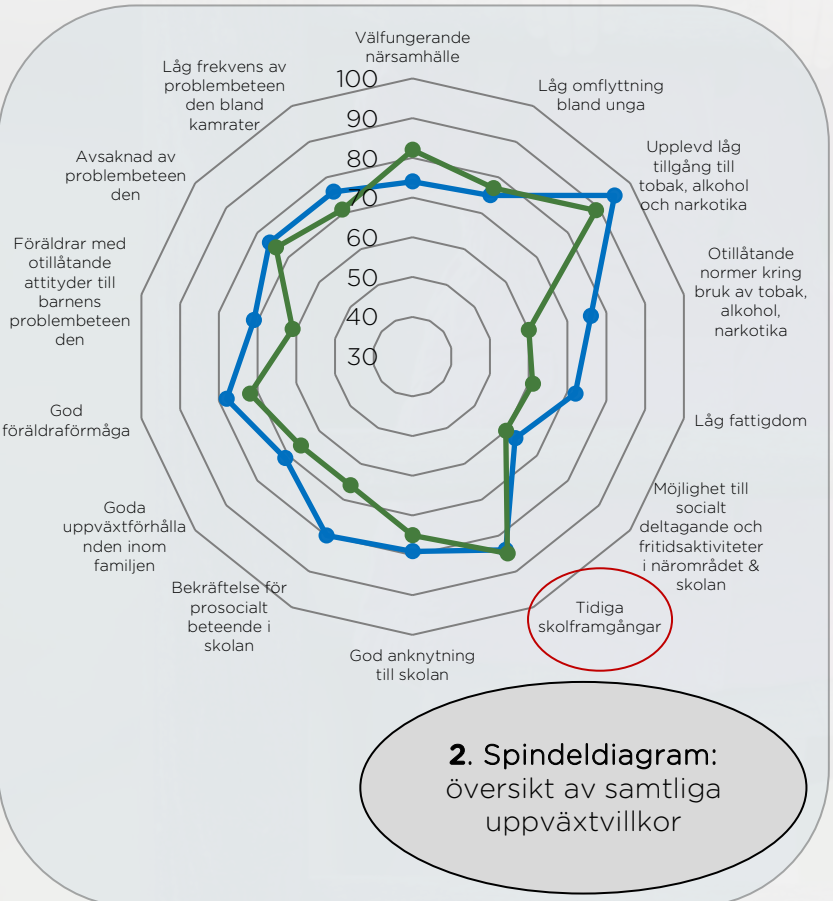 Välfungerande
närsamhälle
Låg omflyttning
bland unga
Upplevd låg
tillgång till
tobak, alkohol
och narkotika
Otillåtande
normer kring
bruk av tobak,
alkohol,
narkotika
Låg fattigdom
Möjlighet till
socialt
deltagande och
fritidsaktiviteter
i närområdet &
skolan
Tidiga
skolframgångar
God anknytning
till skolan
Bekräftelse för
prosocialt
beteende i
skolan
Goda
uppväxtförhålla
nden inom
familjen
God
föräldraförmåga
Föräldrar med
otillåtande
attityder till
barnens
problembeteen
den
Avsaknad av
problembeteen
den
Låg frekvens av
problembeteen
den bland
kamrater
100
90
80
70
60
50
40
30
2. Spindeldiagram:
översikt av samtliga
uppväxtvillkor